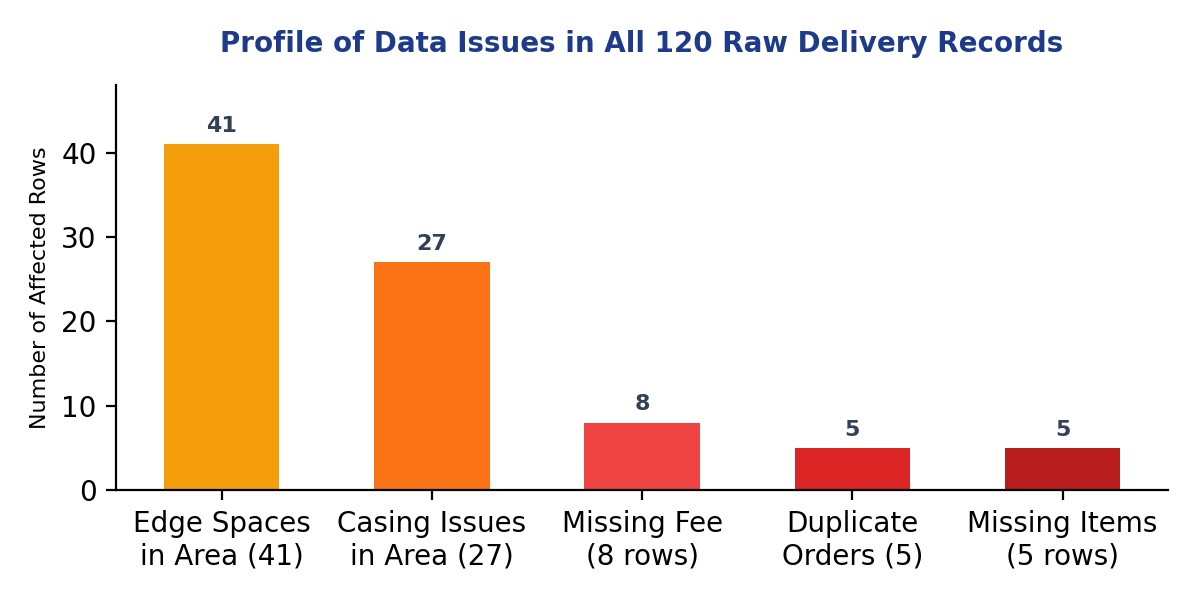 Profile of Data Issues in All 120 Raw Delivery Records
Number of Affected Rows
40
30
20
10
0
41
27
8
5
5
Edge Spaces
in Area (41)
Casing Issues
in Area (27)
Missing Fee
(8 rows)
Duplicate
Orders (5)
Missing Items
(5 rows)